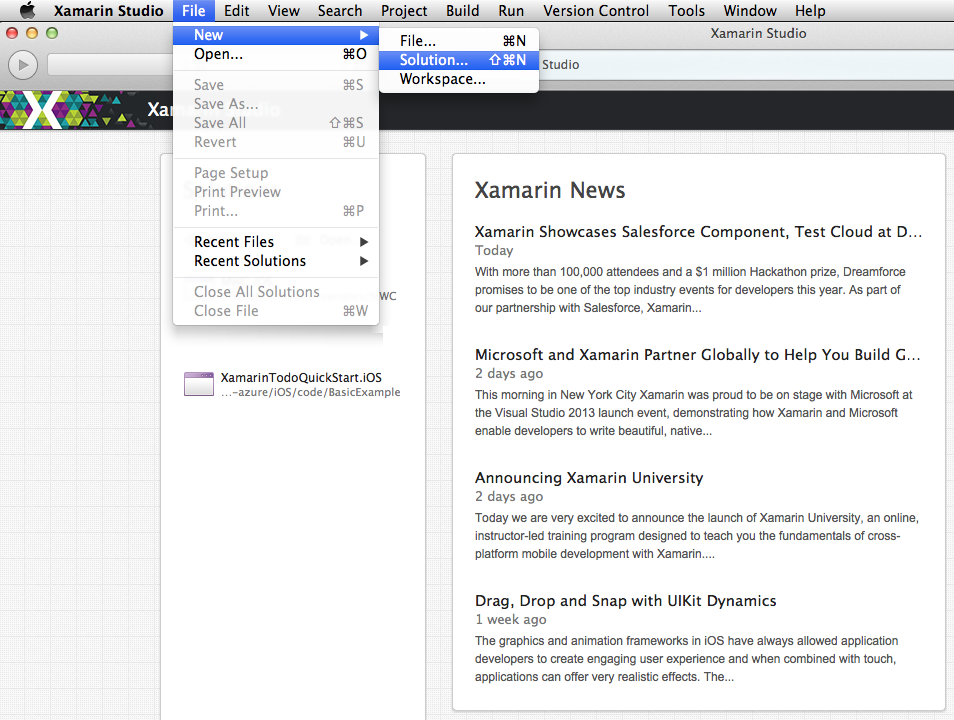 Xamarin Studio File Edit View Search Project Build Run Version Control Tools Window Help
Xamarin Studio
New
Open... ⌘O
Save ⌘S
Save As...
Save All ⇧⌘S
Revert ⌘U
Page Setup
Print Preview
Print... ⌘P
Recent Files
Recent Solutions
Close All Solutions
Close File ⌘W
File... ⌘N
Solution... ⇧⌘N
Workspace...
Studio
X
WC
XamarinTodoQuickStart.iOS
...-azure/iOS/code/BasicExample
Xamarin News
Xamarin Showcases Salesforce Component, Test Cloud at D...
Today
With more than 100,000 attendees and a $1 million Hackathon prize, Dreamforce
promises to be one of the top industry events for developers this year. As part of
our partnership with Salesforce, Xamarin...
Microsoft and Xamarin Partner Globally to Help You Build G...
2 days ago
This morning in New York City Xamarin was proud to be on stage with Microsoft at
the Visual Studio 2013 launch event, demonstrating how Xamarin and Microsoft
enable developers to write beautiful, native...
Announcing Xamarin University
2 days ago
Today we are very excited to announce the launch of Xamarin University, an online,
instructor-led training program designed to teach you the fundamentals of cross-
platform mobile development with Xamarin....
Drag, Drop and Snap with UIKit Dynamics
1 week ago
The graphics and animation frameworks in iOS have always allowed application
developers to create engaging user experience and when combined with touch,
applications can offer very realistic effects. The...